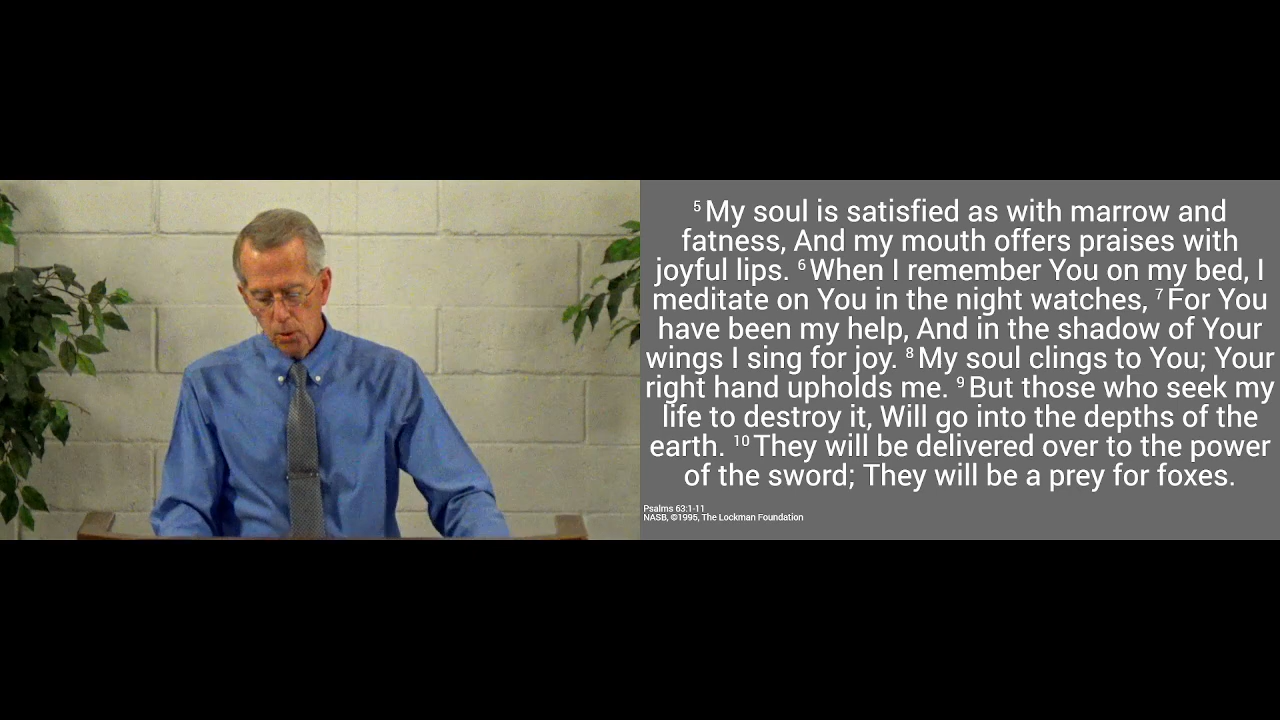 5 My soul is satisfied as with marrow and
fatness, And my mouth offers praises with
joyful lips. 6 When I remember You on my bed, I
meditate on You in the night watches, 7 For You
have been my help, And in the shadow of Your
wings I sing for joy. 8 My soul clings to You; Your
right hand upholds me. 9 But those who seek my
life to destroy it, Will go into the depths of the
earth. 10 They will be delivered over to the power
of the sword; They will be a prey for foxes.
Psalms 63:1-11
NASB, ©1995, The Lockman Foundation